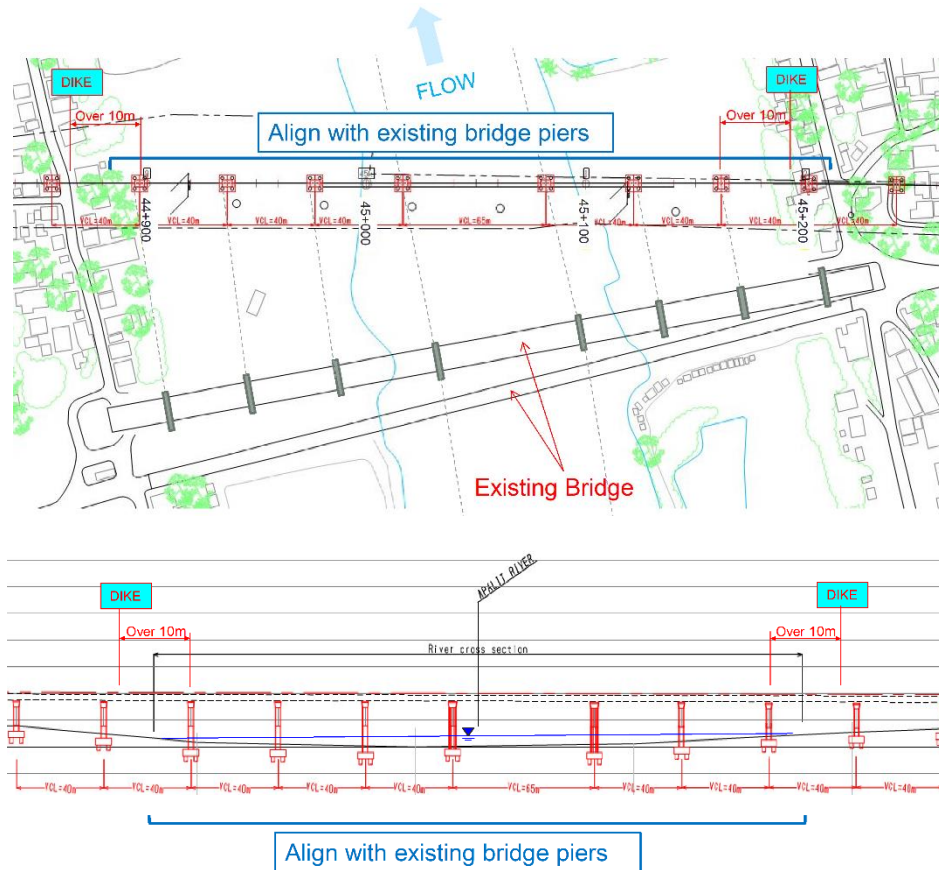 FLOW
DIKE
DIKE
Over 10m
Over 10m
Align with existing bridge piers
VCL=40m
VCL=40m
VCL=40m
VCL=40m
VCL=65m
VCL=40m
VCL=40m
VCL=40m
VCL=40m
44+900
45+000
45+100
45+200
Existing Bridge
APALIT RIVER
DIKE
DIKE
Over 10m
Over 10m
River cross section
VCL=40m
VCL=40m
VCL=40m
VCL=40m
VCL=40m
VCL=65m
VCL=40m
VCL=40m
VCL=40m
VCL=40m
Align with existing bridge piers